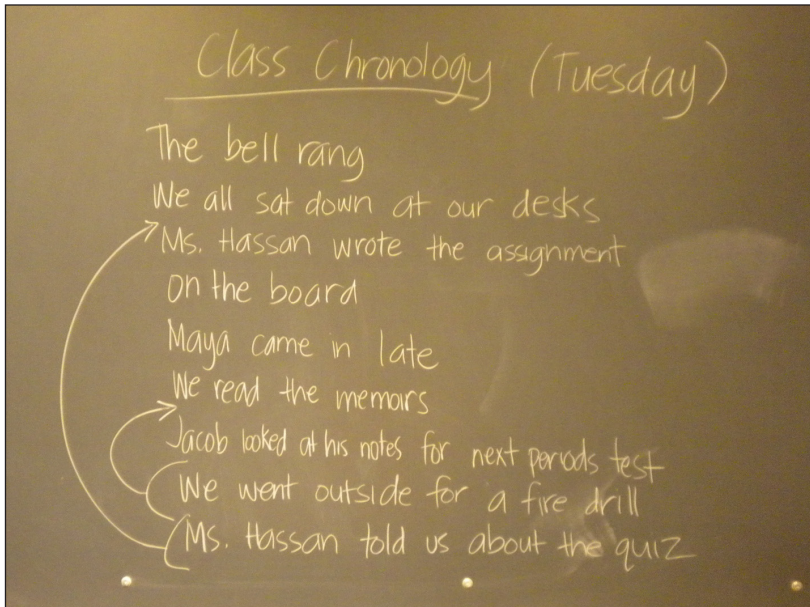 Class Chronology (Tuesday)
The bell rang
We all sat down at our desks
Ms. Hassan wrote the assignment
on the board
Maya came in late
We read the memoirs
Jacob looked at his notes for next periods test
We went outside for a fire drill
Ms. Hassan told us about the quiz